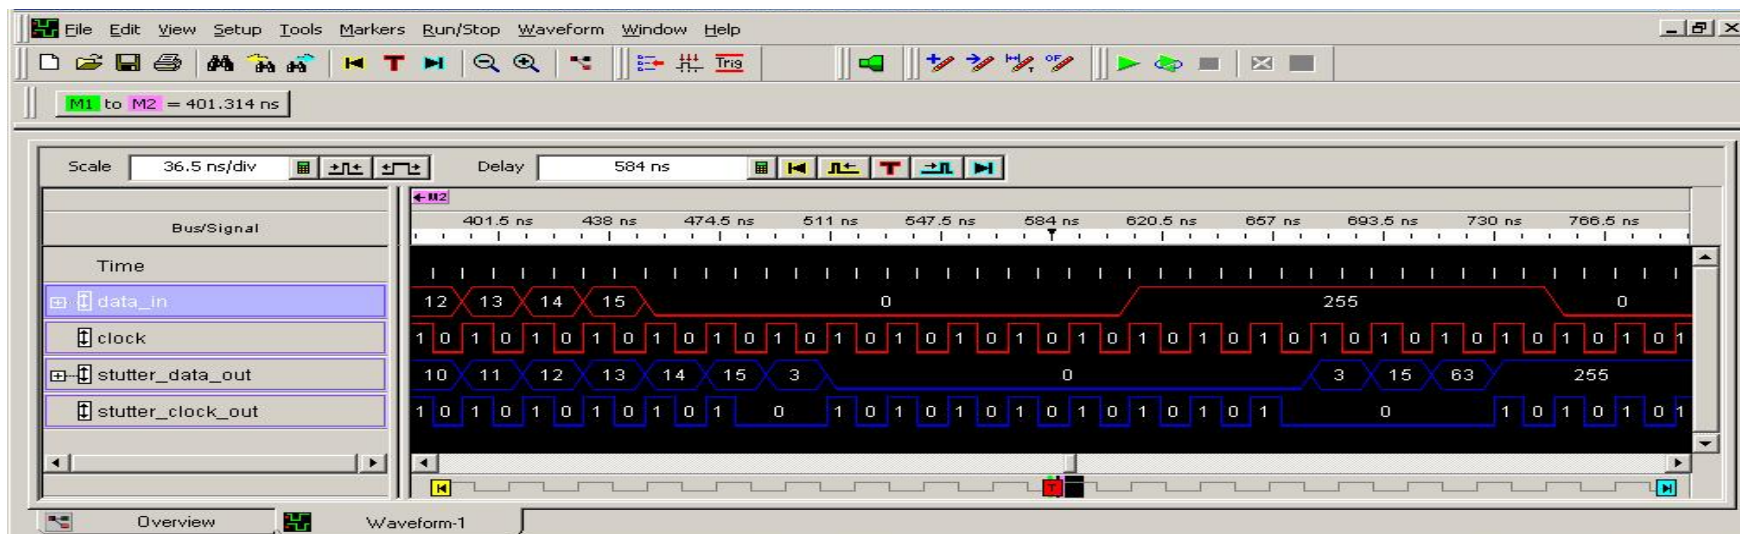 File Edit View Setup Tools Markers Run/Stop Waveform Window Help
T Trig
M1 to M2 = 401.314 ns
Scale 36.5 ns/div Delay 584 ns T
M2
Bus/Signal 401.5 ns 438 ns 474.5 ns 511 ns 547.5 ns 584 ns 620.5 ns 657 ns 693.5 ns 730 ns 766.5 ns
Time
data_in 12 13 14 15 0 255 0
clock 1 0 1 0 1 0 1 0 1 0 1 0 1 0 1 0 1 0 1 0 1 0 1 0 1 0 1 0 1 0 1 0 1 0 1 0 1 0 1 0 1 0 1
stutter_data_out 10 11 12 13 14 15 3 0 3 15 63 255
stutter_clock_out 1 0 1 0 1 0 1 0 1 0 1 0 1 0 1 0 1 0 1 0 1 0 1 0 1 0 1 0 1 0 1 0 1 0 1
T
Overview Waveform-1